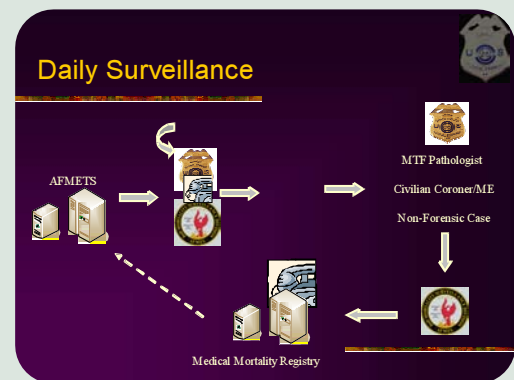 Daily Surveillance
U S
AFMETS
MTF Pathologist
Civilian Coroner/ME
Non-Forensic Case
Medical Mortality Registry